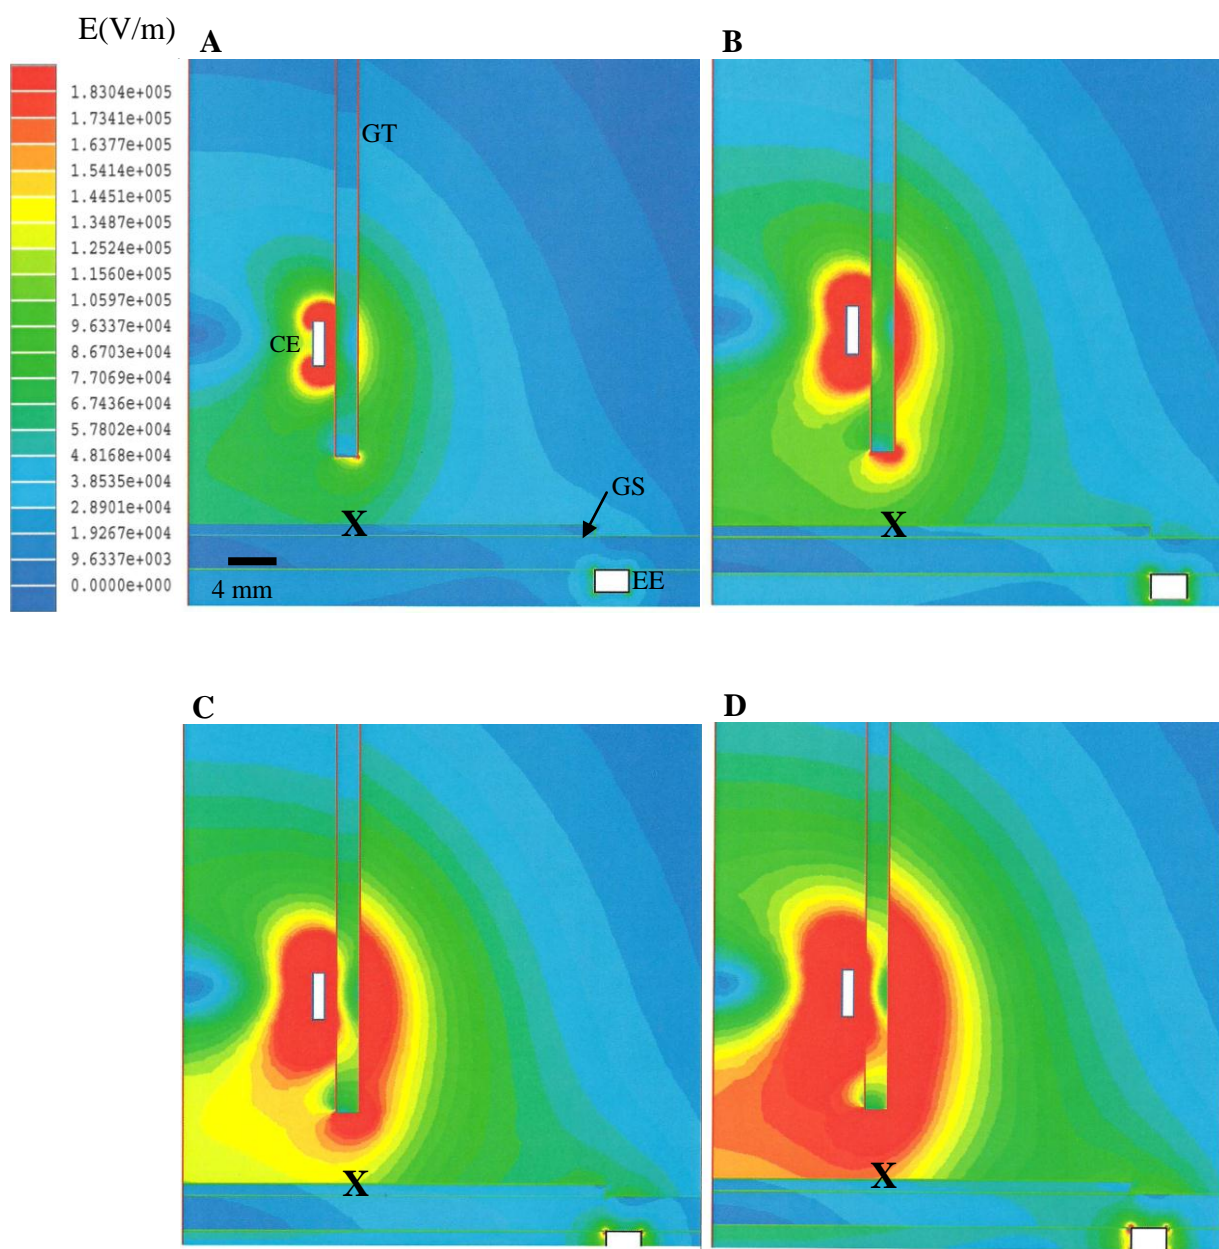 E(V/m)
A
B
1.8304e+005
1.7341e+005
1.6377e+005
1.5414e+005
1.4451e+005
1.3487e+005
1.2524e+005
1.1560e+005
1.0597e+005
9.6337e+004
8.6703e+004
7.7069e+004
6.7436e+004
5.7802e+004
4.8168e+004
3.8535e+004
2.8901e+004
1.9267e+004
9.6337e+003
0.0000e+000
GT
CE
GS
X
X
EE
4 mm
C
D
X
X